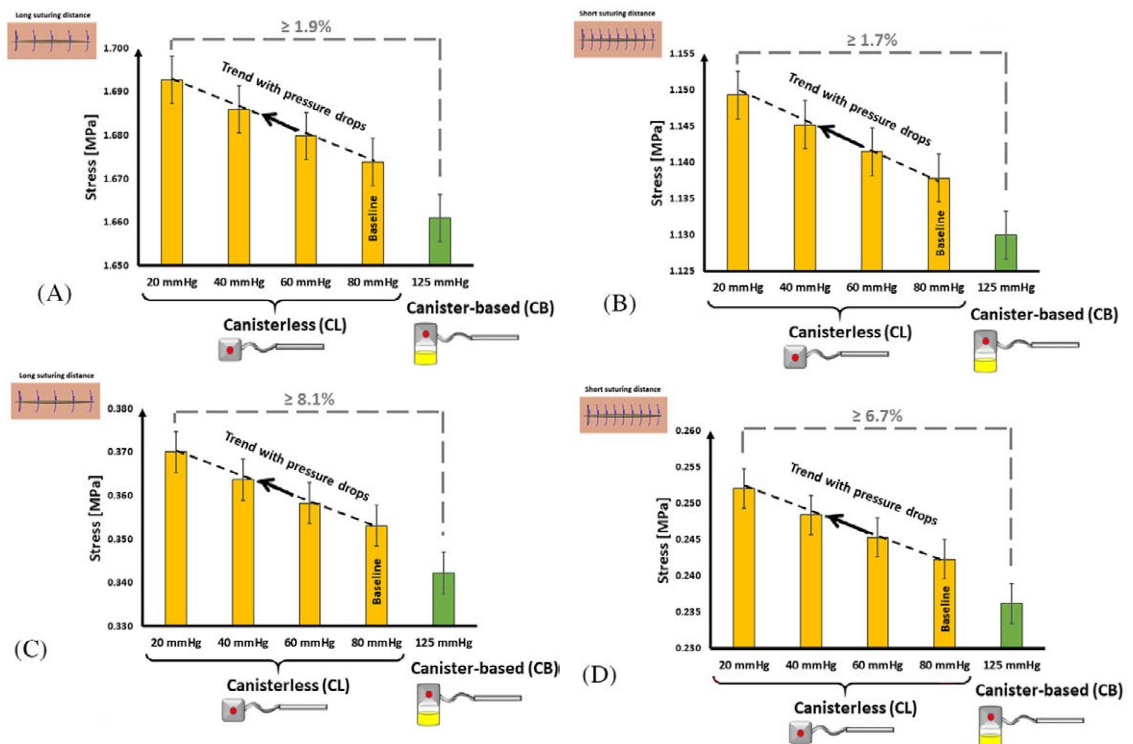 Long suturing distance
≥ 1.9%
1.700
1.690
1.680
1.670
1.660
1.650
Stress [MPa]
Trend with pressure drops
Baseline
20 mmHg 40 mmHg 60 mmHg 80 mmHg 125 mmHg
(A)
Canisterless (CL)
Canister-based (CB)
Short suturing distance
≥ 1.7%
1.155
1.150
1.145
1.140
1.135
1.130
1.125
Stress [MPa]
Trend with pressure drops
Baseline
20 mmHg 40 mmHg 60 mmHg 80 mmHg 125 mmHg
(B)
Canisterless (CL)
Canister-based (CB)
Long suturing distance
≥ 8.1%
0.380
0.370
0.360
0.350
0.340
0.330
Stress [MPa]
Trend with pressure drops
Baseline
20 mmHg 40 mmHg 60 mmHg 80 mmHg 125 mmHg
(C)
Canisterless (CL)
Canister-based (CB)
Short suturing distance
≥ 6.7%
0.260
0.255
0.250
0.245
0.240
0.235
0.230
Stress [MPa]
Trend with pressure drops
Baseline
20 mmHg 40 mmHg 60 mmHg 80 mmHg 125 mmHg
(D)
Canisterless (CL)
Canister-based (CB)